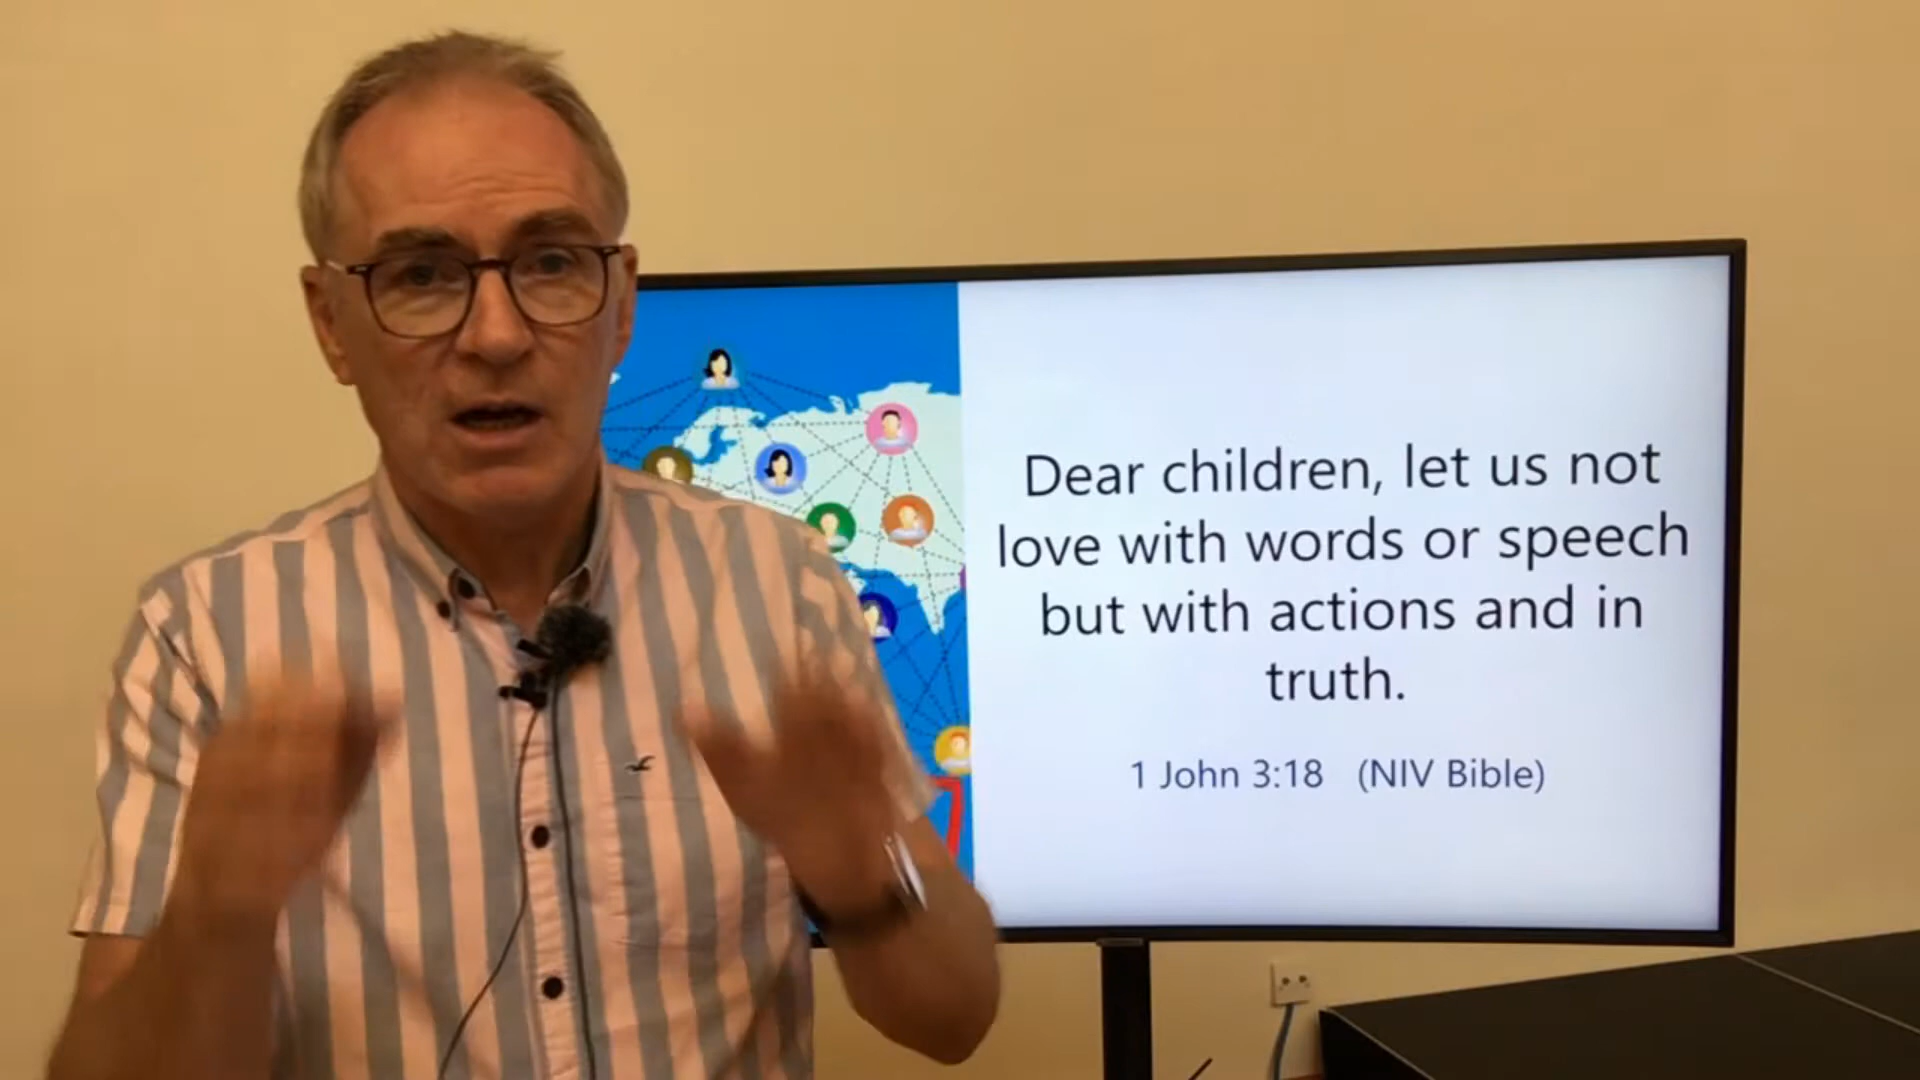 Dear children, let us not
love with words or speech
but with actions and in
truth.
1 John 3:18 (NIV Bible)